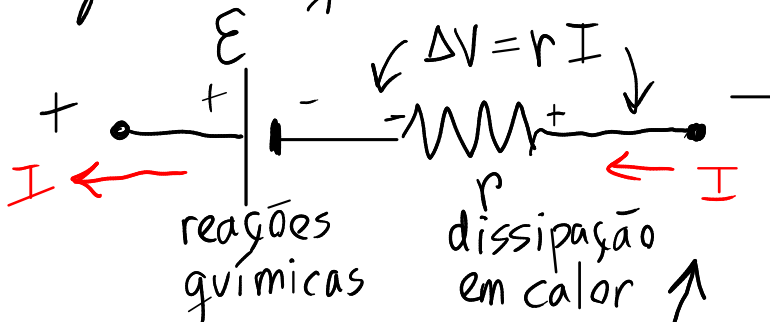 ε
ΔV = r I
+ + - - + -
I I
r
reações
químicas
dissipação
em calor